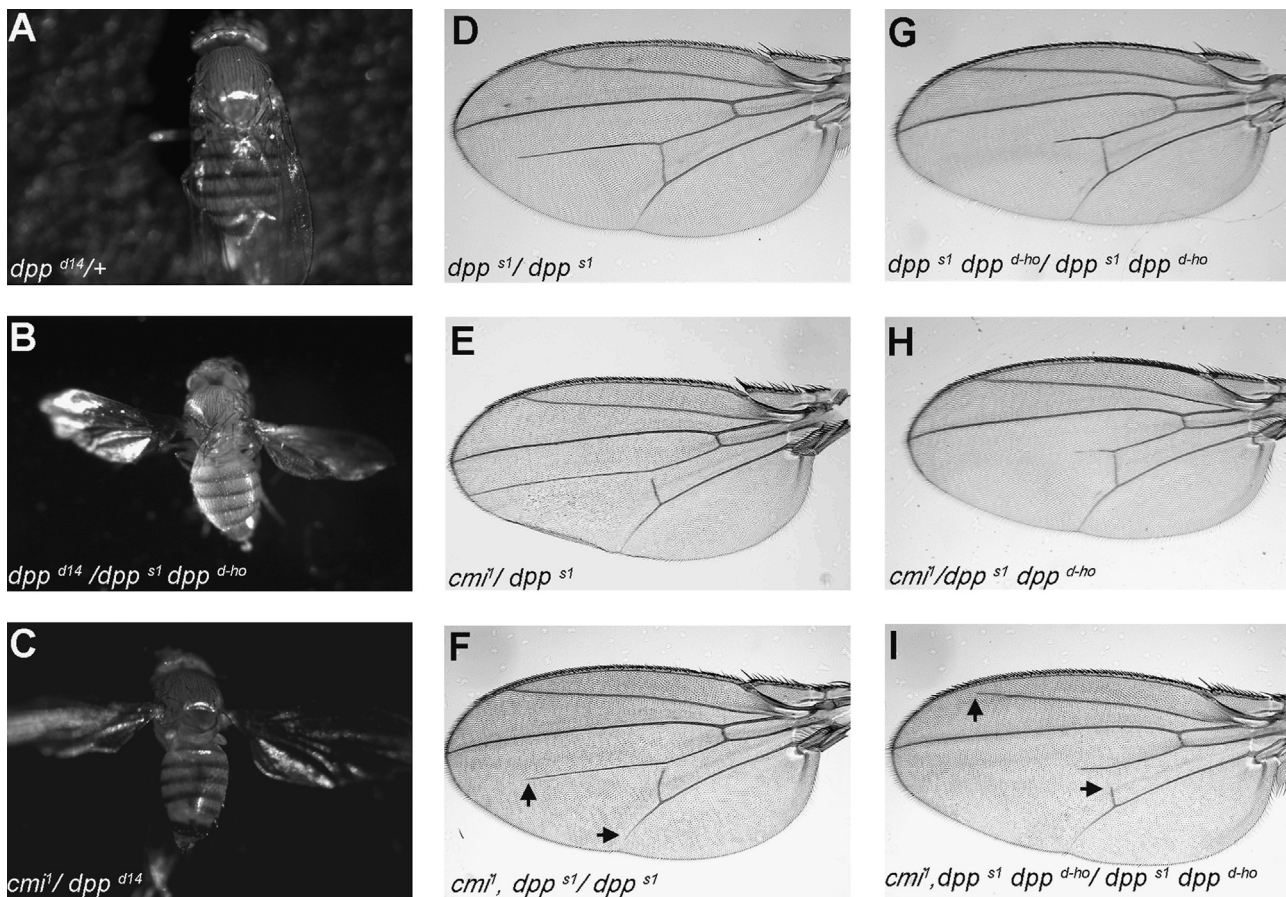 A
dpp d14/+
B
dpp d14 /dpp s1 dpp d-ho
C
cmi1/ dpp d14
D
dpp s1/ dpp s1
E
cmi1/ dpp s1
F
cmi1, dpp s1/ dpp s1
G
dpp s1 dpp d-ho/ dpp s1 dpp d-ho
H
cmi1/dpp s1 dpp d-ho
I
cmi1,dpp s1 dpp d-ho/ dpp s1 dpp d-ho